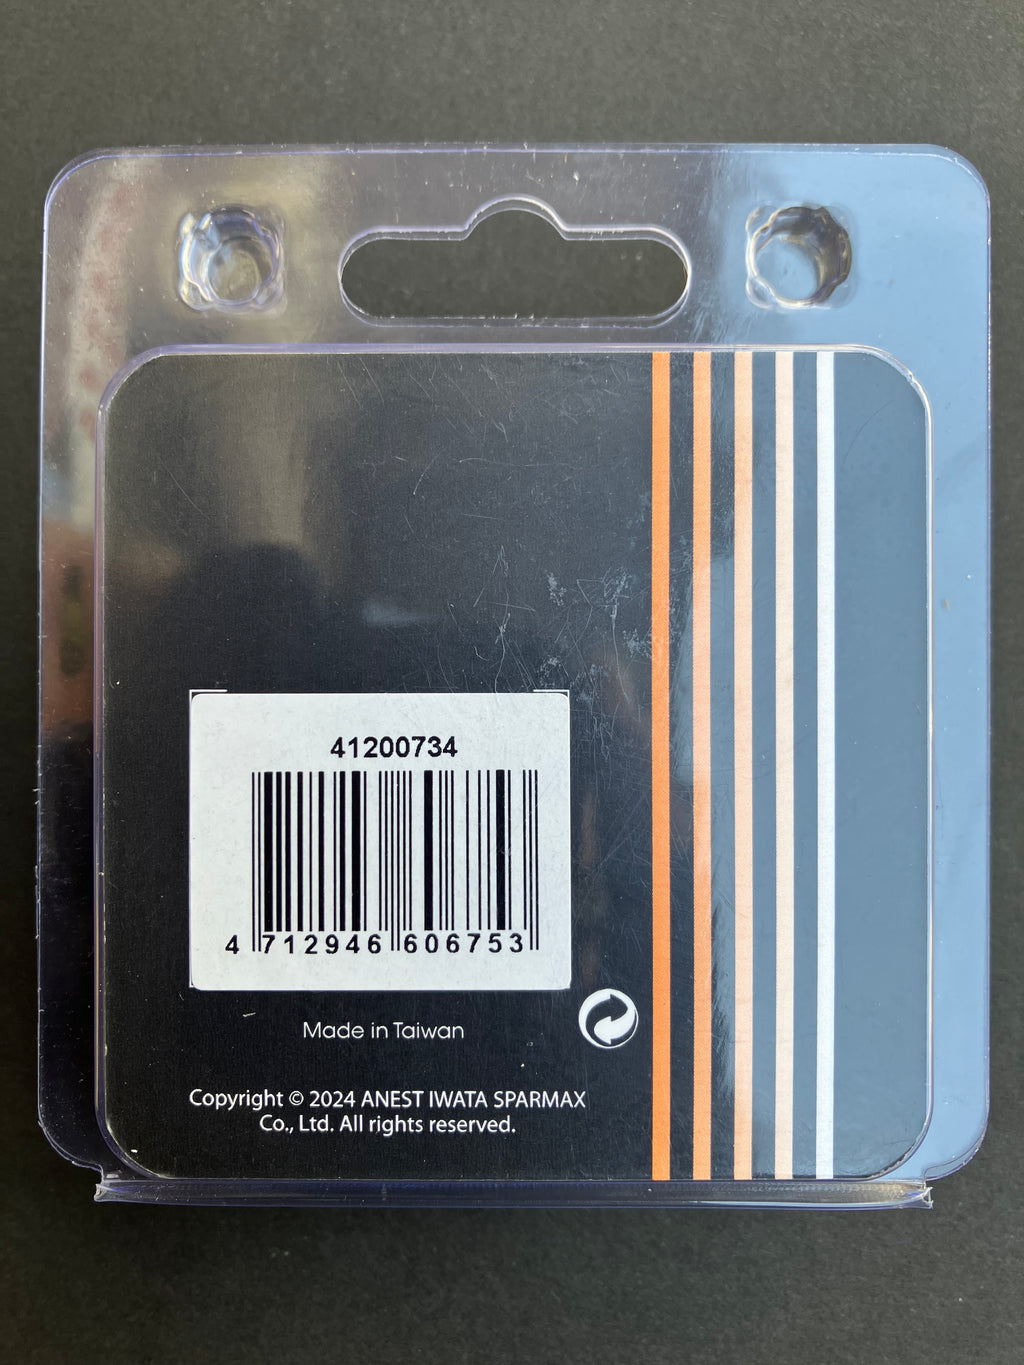 41200734
4 712946 606753
Made in Taiwan
Copyright © 2024 ANEST IWATA SPARMAX
Co., Ltd. All rights reserved.